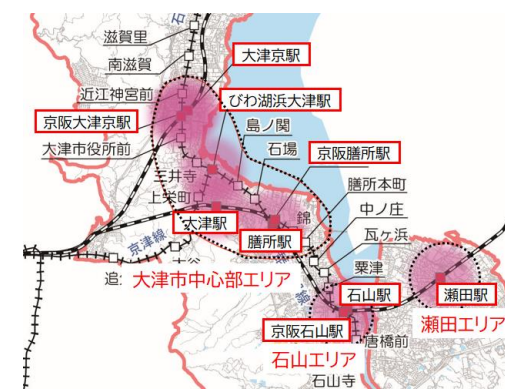 石
滋賀里
大津京駅
南滋賀
近江神宮前
びわ湖浜大津駅
京阪大津京駅
島ノ関
大津市役所前
石場
京阪膳所駅
三井寺
膳所本町
上栄町
錦
中ノ庄
大津駅
膳所駅
瓦ヶ浜
京津線
粟津
追:
大津市中心部エリア
石山駅
瀬田駅
京阪石山駅
瀬田エリア
唐橋前
石山エリア
石山寺